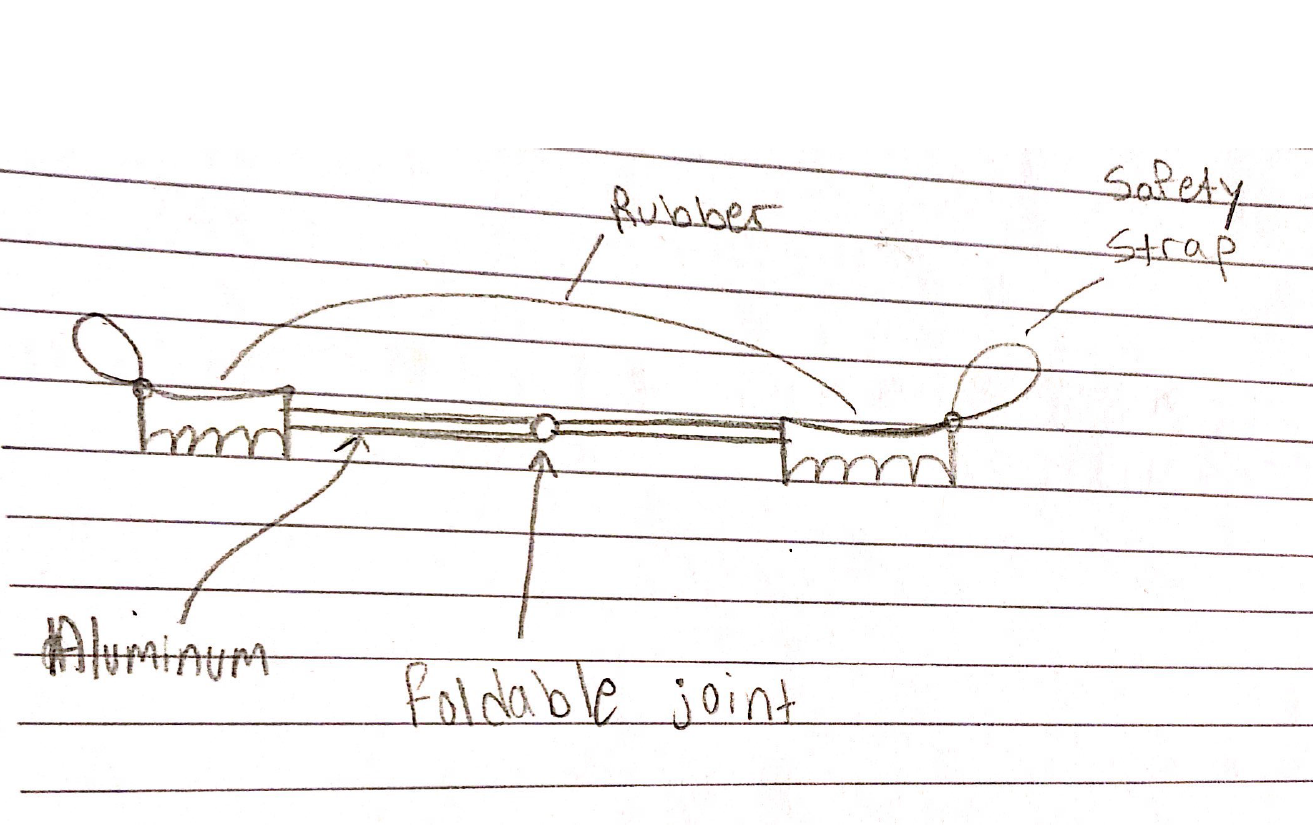 Safety
Strap
Rubber
Aluminum
foldable joint